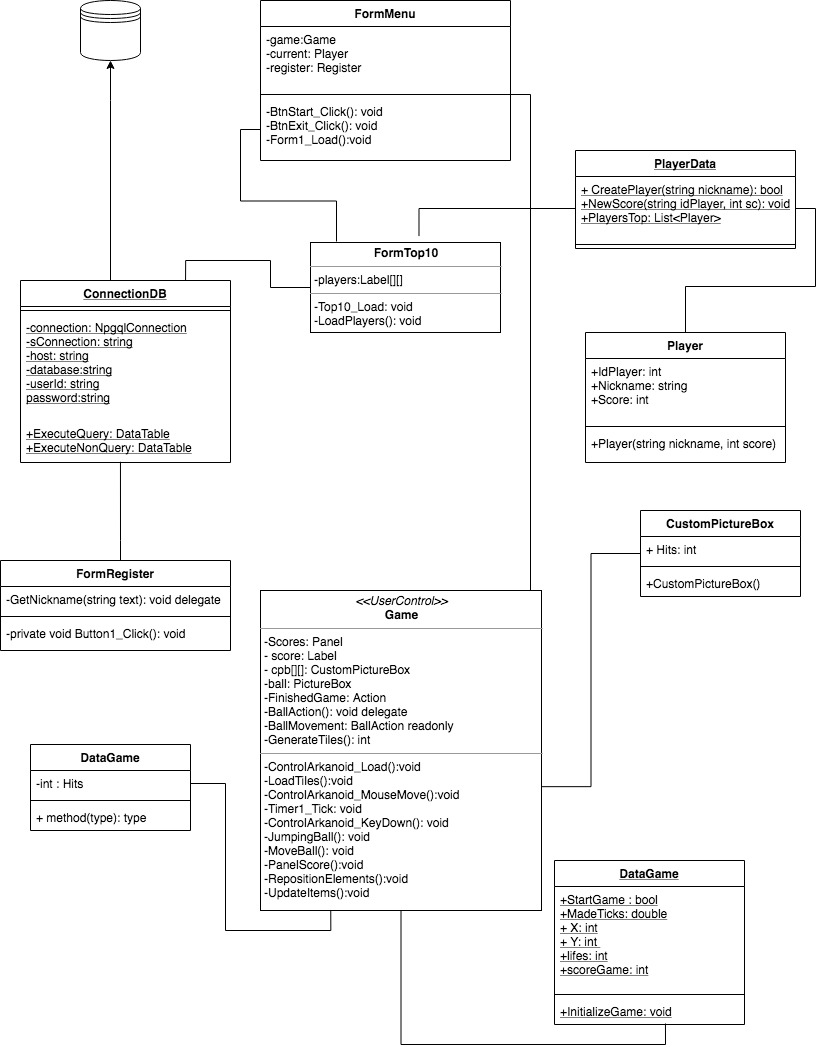 FormMenu
-game:Game
-current: Player
-register: Register
-BtnStart_Click(): void
-BtnExit_Click(): void
-Form1_Load():void
PlayerData
+ CreatePlayer(string nickname): bool
+NewScore(string idPlayer, int sc): void
+PlayersTop: List<Player>
FormTop10
-players:Label[][]
-Top10_Load: void
-LoadPlayers(): void
ConnectionDB
-connection: NpgqlConnection
-sConnection: string
-host: string
-database:string
-userId: string
password:string
+ExecuteQuery: DataTable
+ExecuteNonQuery: DataTable
Player
+IdPlayer: int
+Nickname: string
+Score: int
+Player(string nickname, int score)
CustomPictureBox
+ Hits: int
+CustomPictureBox()
FormRegister
-GetNickname(string text): void delegate
-private void Button1_Click(): void
<<UserControl>>
Game
-Scores: Panel
- score: Label
- cpb[][]: CustomPictureBox
-ball: PictureBox
-FinishedGame: Action
-BallAction(): void delegate
-BallMovement: BallAction readonly
-GenerateTiles(): int
-ControlArkanoid_Load():void
-LoadTiles():void
-ControlArkanoid_MouseMove():void
-Timer1_Tick: void
-ControlArkanoid_KeyDown(): void
-JumpingBall(): void
-MoveBall(): void
-PanelScore():void
-RepositionElements():void
-UpdateItems():void
DataGame
-int : Hits
+ method(type): type
DataGame
+StartGame : bool
+MadeTicks: double
+ X: int
+ Y: int
+lifes: int
+scoreGame: int
+InitializeGame: void